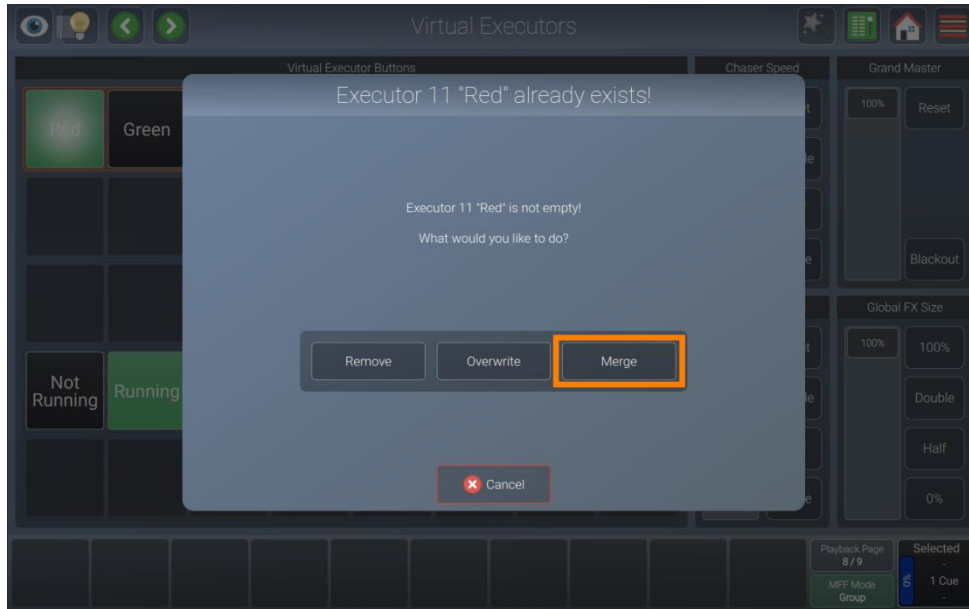 Virtual Executors
Virtual Executor Buttons
Chaser Speed
Grand Master
Executor 11 "Red" already exists!
Red
Green
100%
Reset
Executor 11 "Red" is not empty!
What would you like to do?
Blackout
Global FX Size
Remove
Overwrite
Merge
100%
100%
Not
Running
Running
Double
Half
Cancel
0%
Playback Page
8 / 9
MFF Mode
Group
0%
Selected
-
1 Cue
-